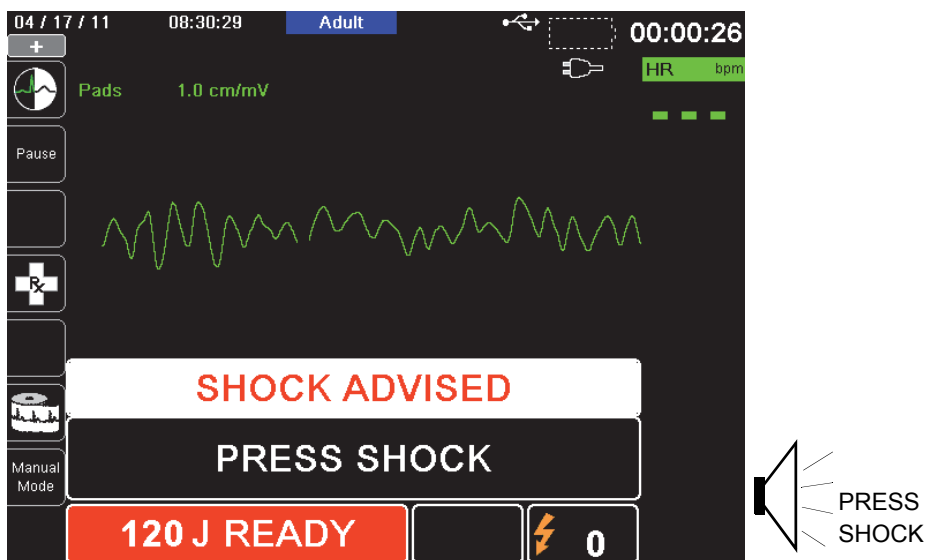 04 / 17 / 11 08:30:29 Adult 00:00:26
+
HR bpm
Pads 1.0 cm/mV
- - -
Pause
Rx
SHOCK ADVISED
PRESS SHOCK
Manual
Mode
120 J READY 0
PRESS
SHOCK